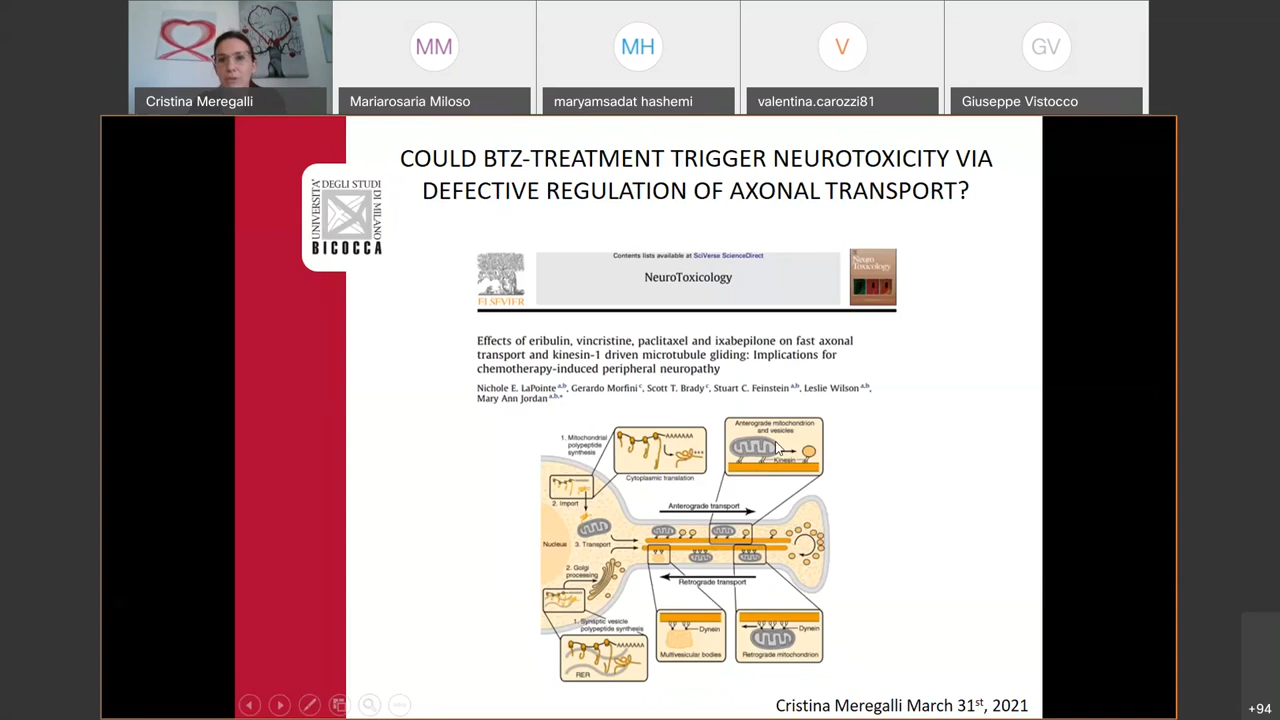 MM
MH
V
GV
Cristina Meregalli
Mariarosaria Miloso
maryamsadat hashemi
valentina.carozzi81
Giuseppe Vistocco
COULD BTZ-TREATMENT TRIGGER NEUROTOXICITY VIA
DEFECTIVE REGULATION OF AXONAL TRANSPORT?
UNIVERSITA'
DEGLI STUDI
DI MILANO
BICOCCA
Contents lists available at SciVerse ScienceDirect
NeuroToxicology
ELSEVIER
Neuro
Toxicology
Effects of eribulin, vincristine, paclitaxel and ixabepilone on fast axonal
transport and kinesin-1 driven microtubule gliding: Implications for
chemotherapy-induced peripheral neuropathy
Nichole E. LaPointe a,b, Gerardo Morfini c, Scott T. Brady c, Stuart C. Feinstein a,b, Leslie Wilson a,b,
Mary Ann Jordan a,b,*
1. Mitochondrial
polypeptide
synthesis
AAAAAAA
Cytoplasmic translation
Anterograde mitochondrion
and vesicles
Kinesin
2. Import
Anterograde transport
Nucleus
3. Transport
2. Golgi
processing
Retrograde transport
1. Synaptic vesicle
polypeptide synthesis
AAAAAAA
RER
Dynein
Multivesicular bodies
Dynein
Retrograde mitochondrion
Cristina Meregalli March 31st, 2021
+94